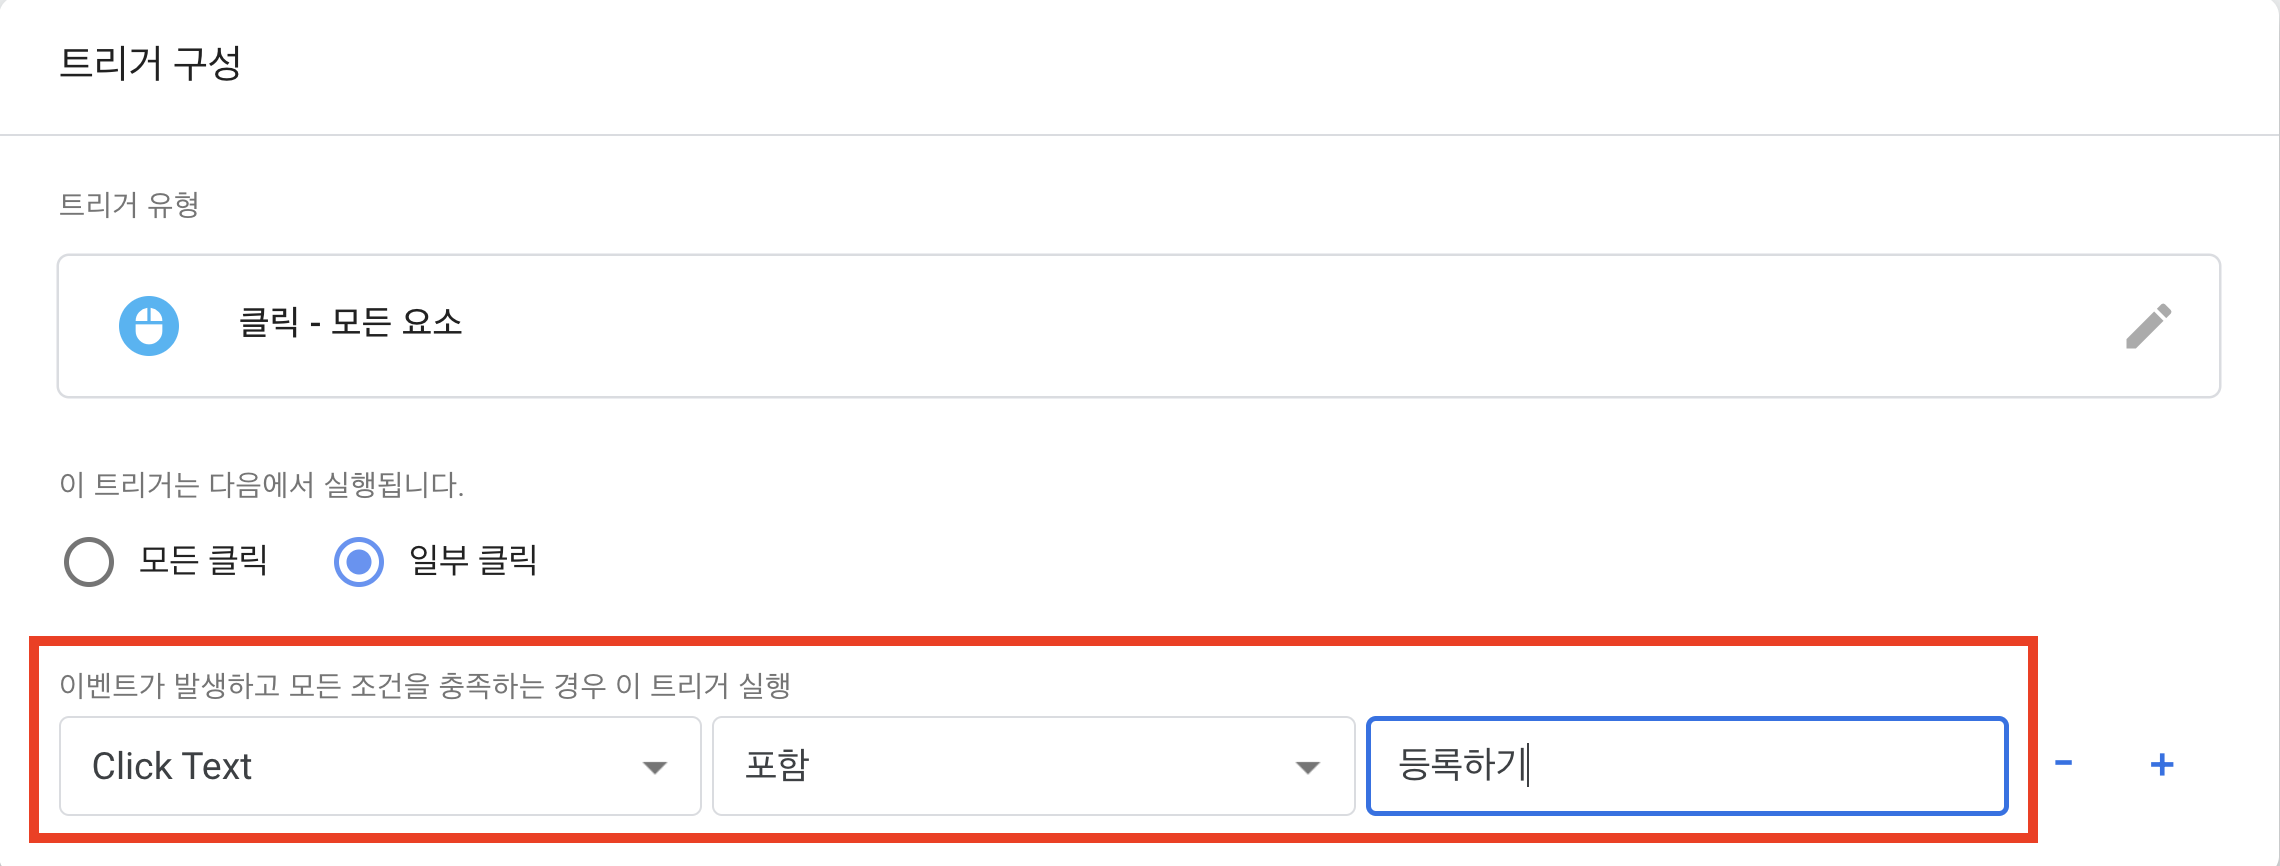 트리거 구성
트리거 유형
클릭 - 모든 요소
이 트리거는 다음에서 실행됩니다.
모든 클릭 일부 클릭
이벤트가 발생하고 모든 조건을 충족하는 경우 이 트리거 실행
Click Text 포함 등록하기 - +